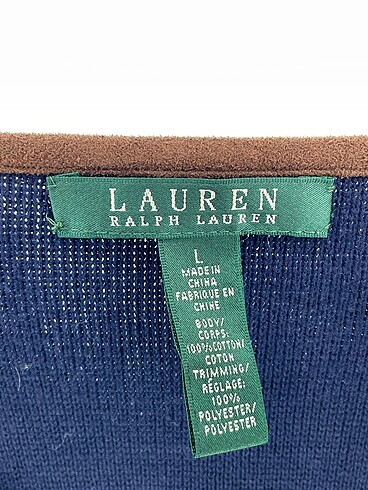 LAUREN
RALPH LAUREN
L
MADE IN
CHINA
FABRIQUE EN
CHINE
BODY/
CORPS:
100%COTTON/
COTON
TRIMMING/
RÉGLAGE:
100%
POLYESTER/
POLYESTER